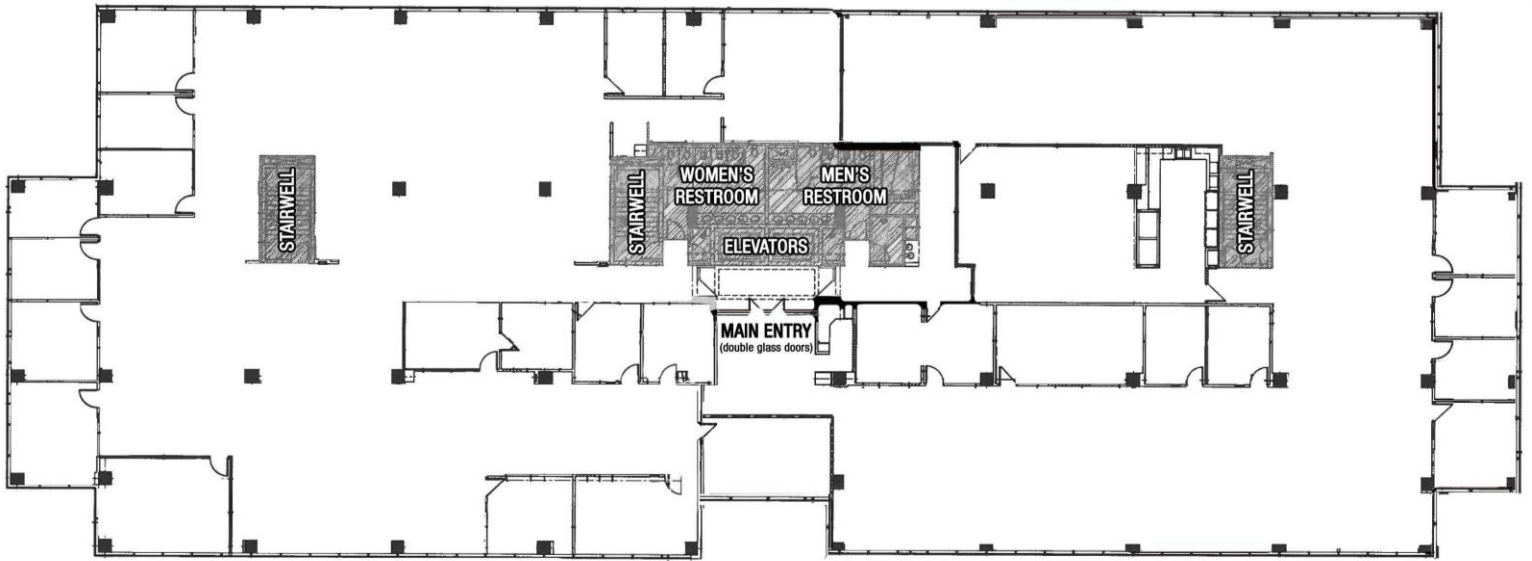 WOMEN'S
RESTROOM
MEN'S
RESTROOM
STAIRWELL
STAIRWELL
STAIRWELL
ELEVATORS
MAIN ENTRY
(double glass doors)